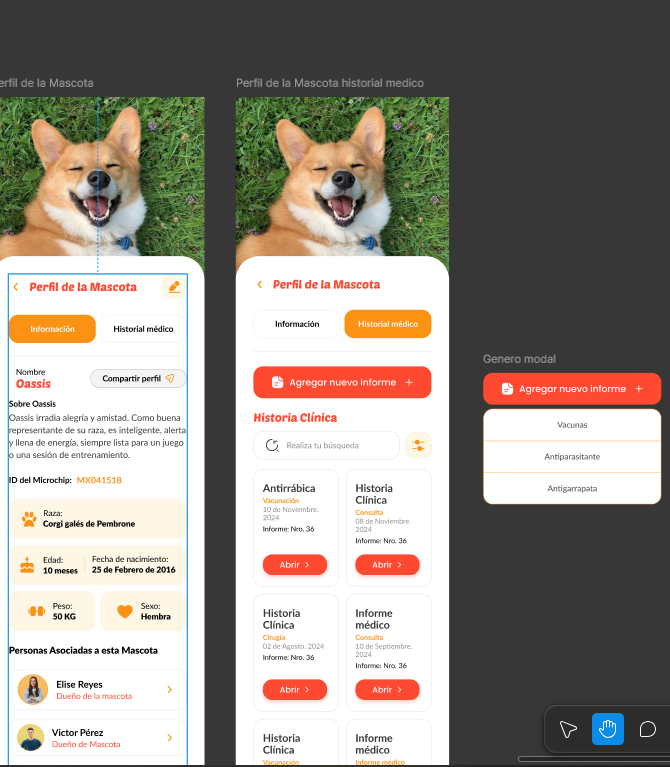 erfil de la Mascota
Perfil de la Mascota
Información
Historial médico
Nombre
Oassis
Compartir perfil
Sobre Oassis
Oassis irradia alegría y amistad. Como buena
representante de su raza, es inteligente, alerta
y llena de energía, siempre lista para un juego
o una sesión de entrenamiento.
ID del Microchip: MX041518
Raza:
Corgi galés de Pembrone
Edad:
10 meses
Fecha de nacimiento:
25 de Febrero de 2016
Peso:
50 KG
Sexo:
Hembra
Personas Asociadas a esta Mascota
Elise Reyes
Dueño de la mascota
Victor Pérez
Dueño de Mascota
Perfil de la Mascota historial medico
Perfil de la Mascota
Información
Historial médico
Agregar nuevo informe +
Historia Clínica
Realiza tu búsqueda
Antirrábica
Vacunación
10 de Noviembre.
2024
Informe: Nro. 36
Abrir
Historia
Clínica
Consulta
08 de Noviembre.
2024
Informe: Nro. 36
Abrir
Historia
Clínica
Cirugía
02 de Agosto. 2024
Informe: Nro. 36
Abrir
Informe
médico
Consulta
10 de Septiembre.
2024
Informe: Nro. 36
Abrir
Historia
Clínica
Vacunación
Informe
médico
Informe médico
Genero modal
Agregar nuevo informe +
Vacunas
Antiparasitante
Antigarrapata